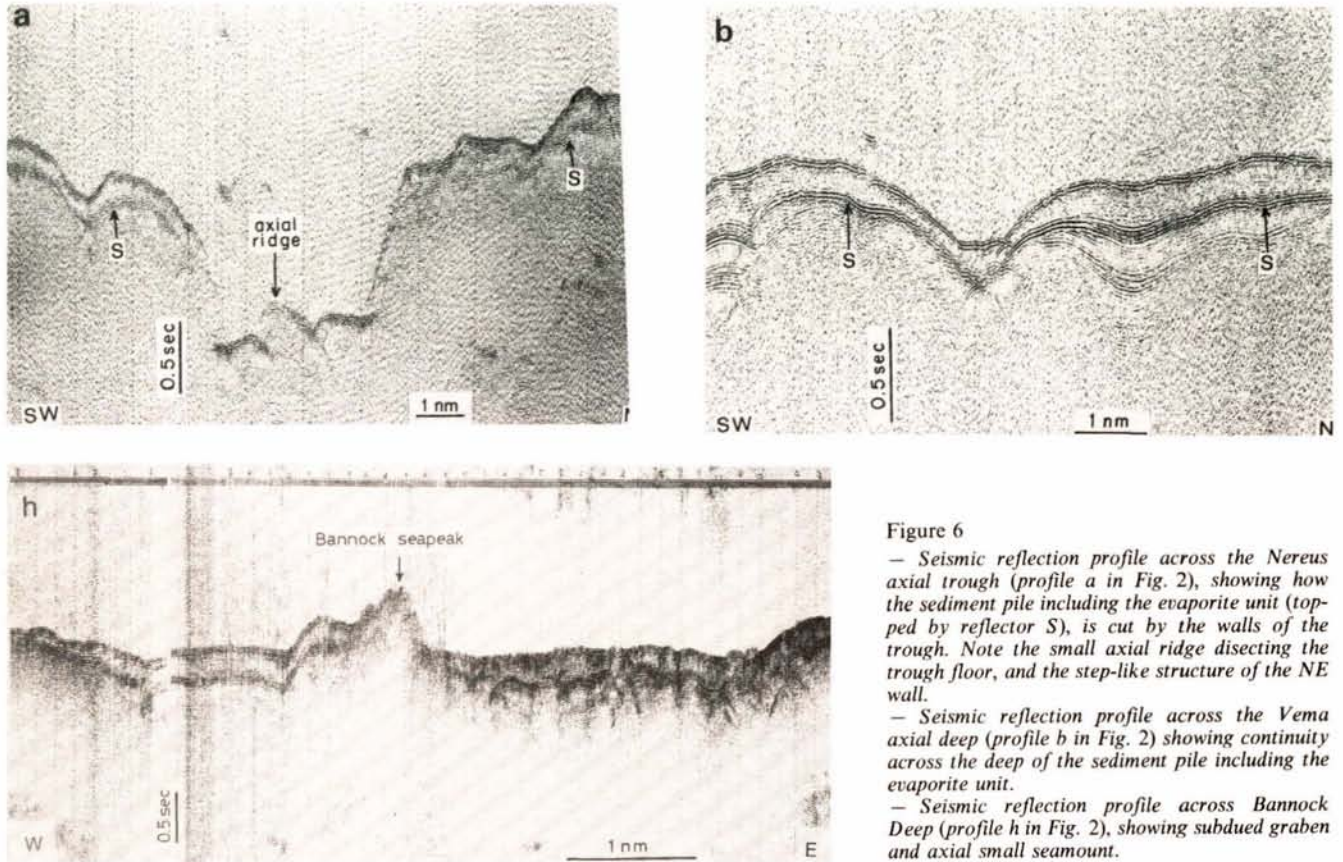 a
S
axial
ridge
S
0.5sec
1 nm
SW
b
S
S
0.5sec
SW
1 nm
N
h
Bannock seapeak
0.5sec
W
1 nm
E
Figure 6
— Seismic reflection profile across the Nereus
axial trough (profile a in Fig. 2), showing how
the sediment pile including the evaporite unit (top-
ped by reflector S), is cut by the walls of the
trough. Note the small axial ridge disecting the
trough floor, and the step-like structure of the NE
wall.
— Seismic reflection profile across the Vema
axial deep (profile b in Fig. 2) showing continuity
across the deep of the sediment pile including the
evaporite unit.
— Seismic reflection profile across Bannock
Deep (profile h in Fig. 2), showing subdued graben
and axial small seamount.